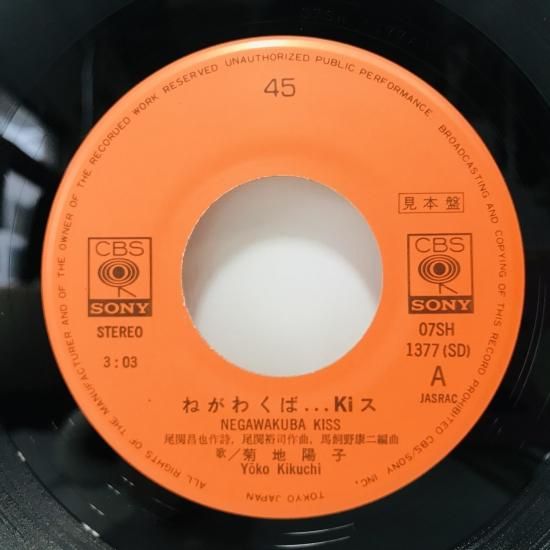 ALL RIGHTS OF THE MANUFACTURER AND OF THE OWNER OF THE RECORDED WORK RESERVED UNAUTHORIZED PUBLIC PERFORMANCE BROADCASTING AND COPYING OF THIS RECORD PROHIBITED CBS/SONY INC. TOKYO JAPAN
45
見本盤
CBS
SONY
STEREO
3:03
CBS
SONY
07SH
1377(SD)
A
JASRAC
ねがわくば...Kiス
NEGAWAKUBA KISS
尾関昌也作詩, 尾関裕司作曲, 馬飼野康二編曲
歌/菊地陽子
Yōko Kikuchi